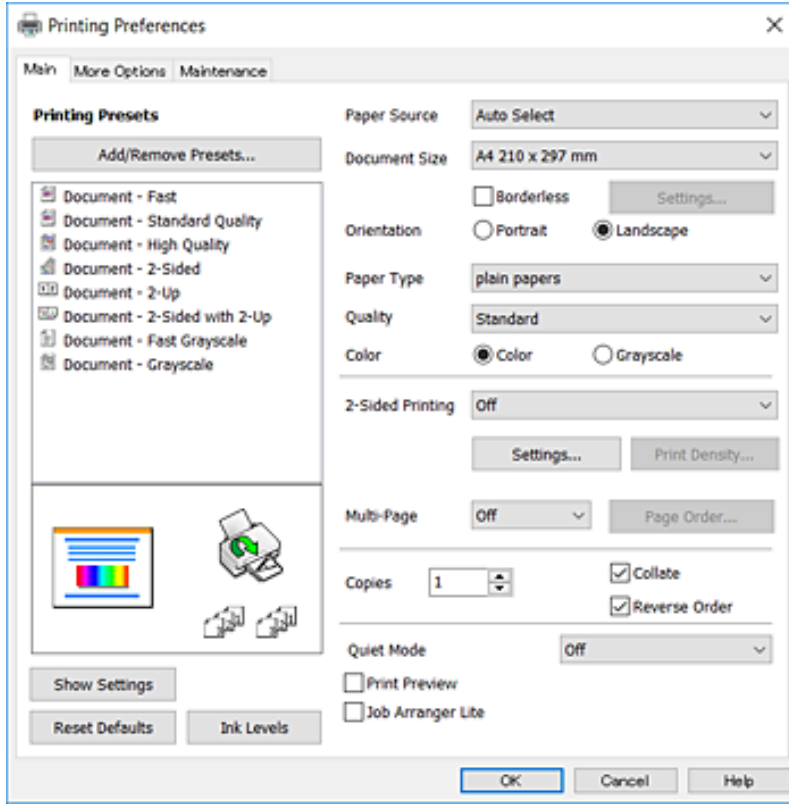 Printing Preferences
Main More Options Maintenance
Printing Presets
Add/Remove Presets...
Document - Fast
Document - Standard Quality
Document - High Quality
Document - 2-Sided
Document - 2-Up
Document - 2-Sided with 2-Up
Document - Fast Grayscale
Document - Grayscale
Show Settings
Reset Defaults Ink Levels
Paper Source Auto Select
Document Size A4 210 x 297 mm
Borderless Settings...
Orientation Portrait Landscape
Paper Type plain papers
Quality Standard
Color Color Grayscale
2-Sided Printing Off
Settings... Print Density...
Multi-Page Off Page Order...
Copies 1 Collate
Reverse Order
Quiet Mode Off
Print Preview
Job Arranger Lite
OK Cancel Help